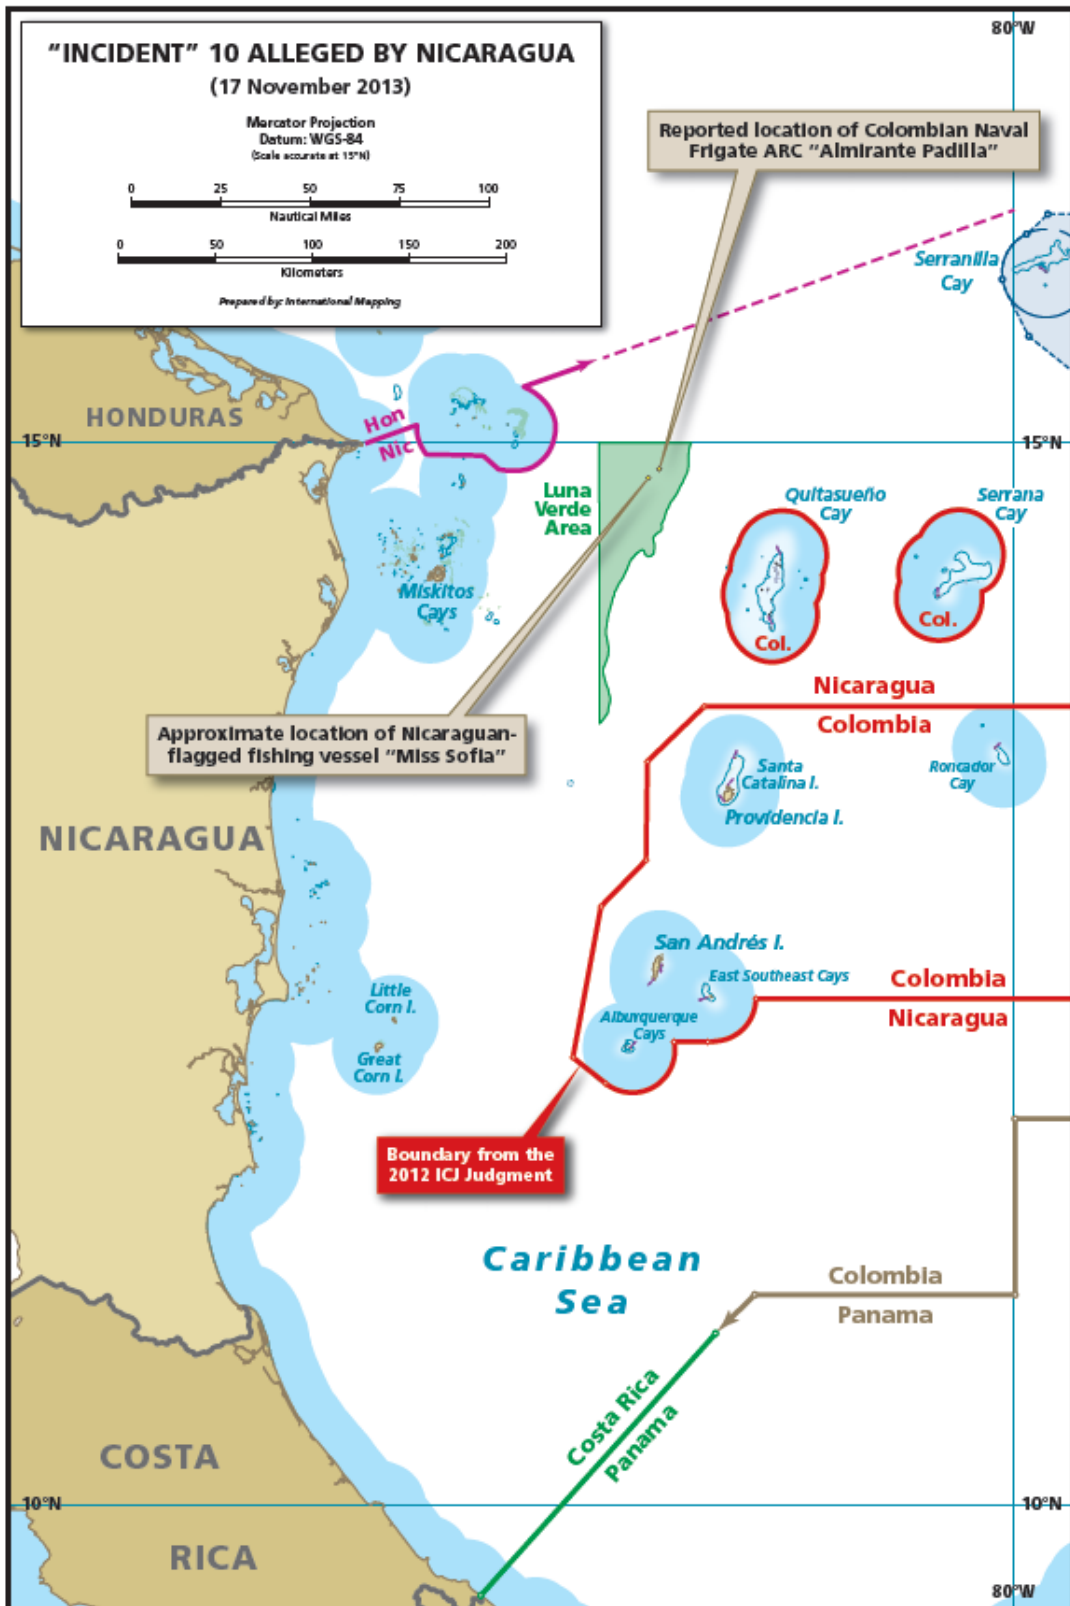 "INCIDENT" 10 ALLEGED BY NICARAGUA
(17 November 2013)
Mercator Projection
Datum: WGS-84
(Scale accurate at 15°N)
0 25 50 75 100
Nautical Miles
0 50 100 150 200
Kilometers
Prepared by: International Mapping
80°W
Reported location of Colombian Naval
Frigate ARC "Almirante Padilla"
Serranilla
Cay
HONDURAS
Hon
Nic
15°N
15°N
Luna
Verde
Area
Quitasueño
Cay
Serrana
Cay
Miskitos
Cays
Col.
Col.
Nicaragua
Colombia
Approximate location of Nicaraguan-
flagged fishing vessel "Miss Sofia"
Santa
Catalina I.
Providencia I.
Roncador
Cay
NICARAGUA
San Andrés I.
East Southeast Cays
Colombia
Nicaragua
Little
Corn I.
Great
Corn I.
Alburquerque
Cays
Boundary from the
2012 ICJ Judgment
Caribbean
Sea
Colombia
Panama
Costa Rica
Panama
COSTA
RICA
10°N
10°N
80°W